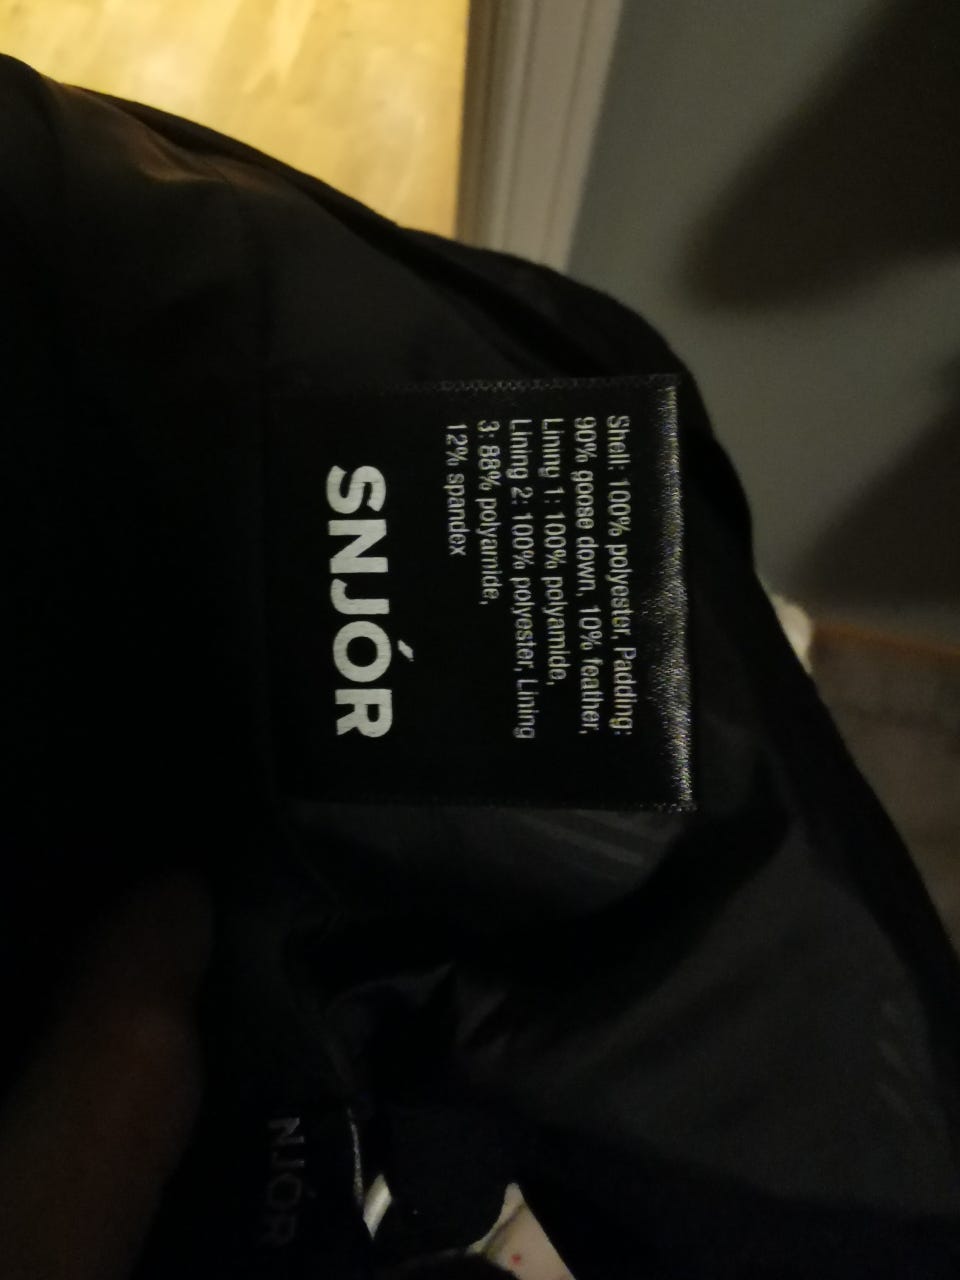 Shell: 100% polyester, Padding:
90% goose down, 10% feather,
Lining 1: 100% polyamide,
Lining 2: 100% polyester, Lining
3: 88% polyamide,
12% spandex
SNJÓR
NJÓR